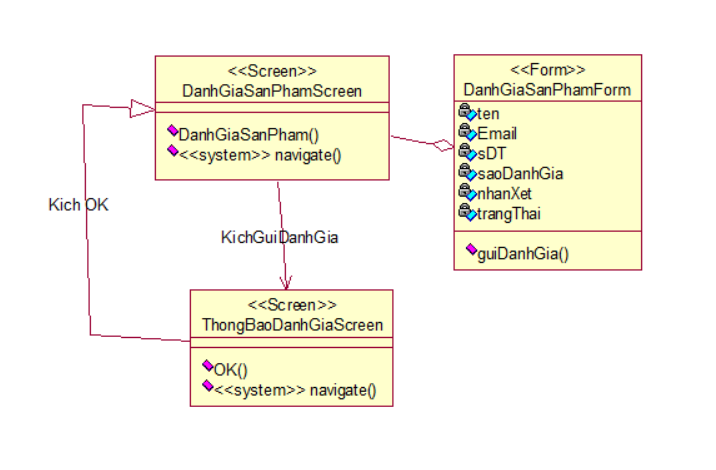 <<Screen>>
DanhGiaSanPhamScreen
DanhGiaSanPham()
<<system>> navigate()
<<Form>>
DanhGiaSanPhamForm
ten
Email
sDT
saoDanhGia
nhanXet
trangThai
guiDanhGia()
Kich OK
KichGuiDanhGia
<<Screen>>
ThongBaoDanhGiaScreen
OK()
<<system>> navigate()